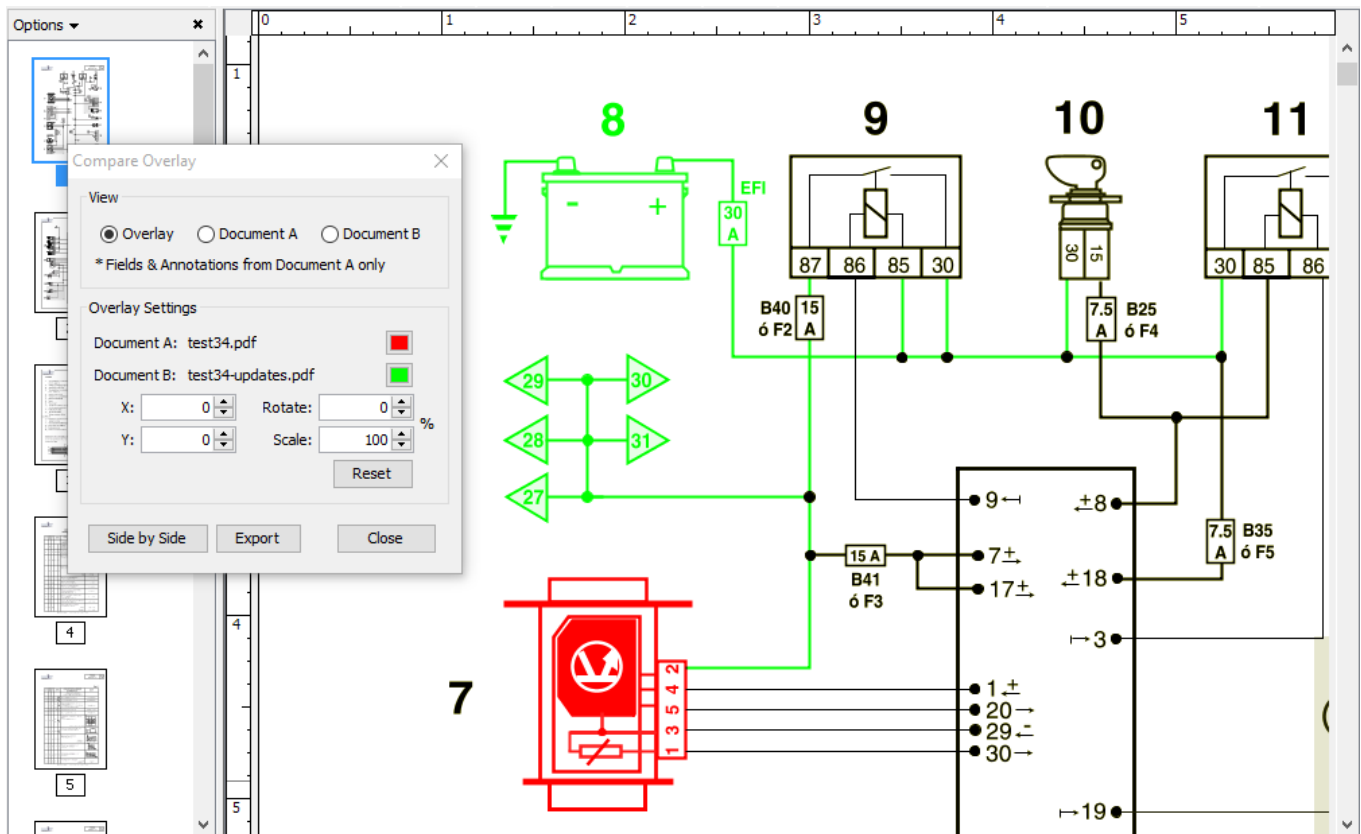 Options
0 1 2 3 4 5
1
Compare Overlay
View
Overlay Document A Document B
* Fields & Annotations from Document A only
Overlay Settings
Document A: test34.pdf
Document B: test34-updates.pdf
X: 0 Rotate: 0
%
Y: 0 Scale: 100
Reset
Side by Side Export Close
4
5
4
5
8 9 10 11
EFI
30
A
- +
87 86 85 30
30 15
30 85 86
B40
ó F2
15
A
7.5
A
B25
ó F4
29 30
28 31
27
9
±8
7±
17±
15 A
B41
ó F3
7.5
A
B35
ó F5
±18
3
7
2
4
5
3
1
1±
20
29
30
19